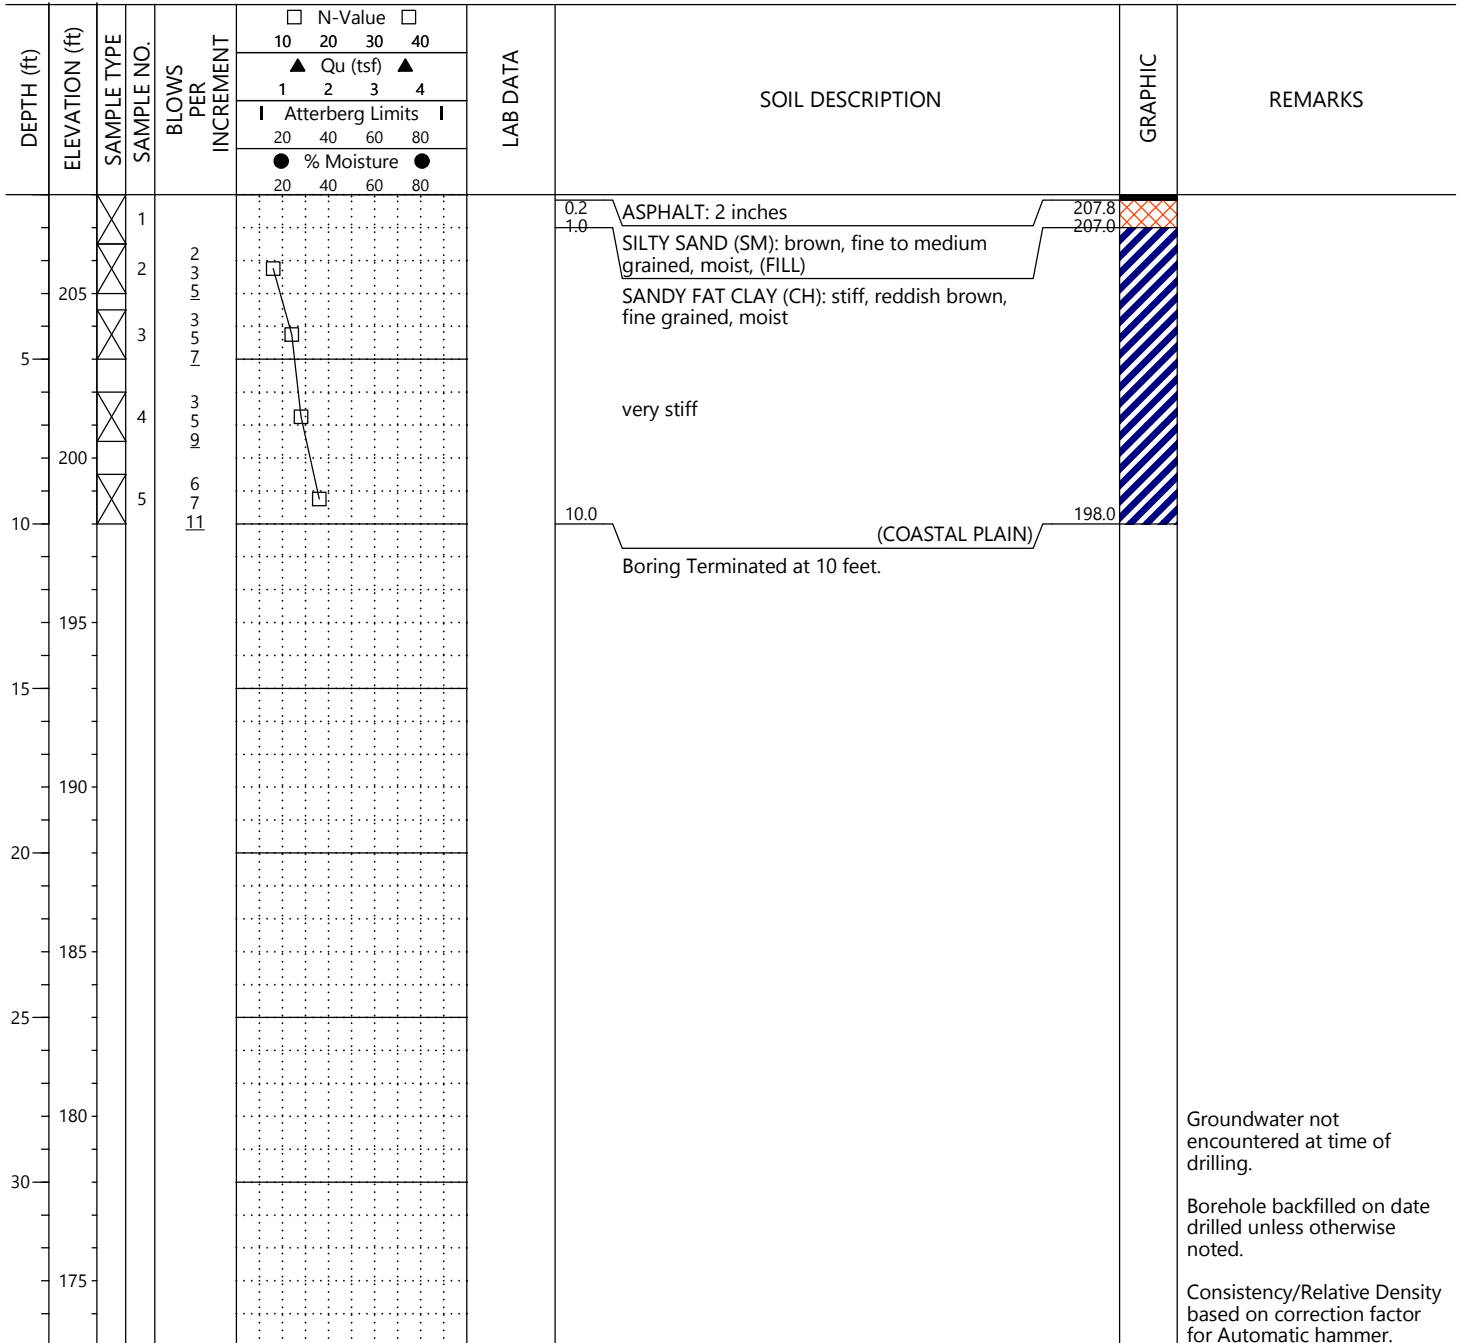 DEPTH (ft)
ELEVATION (ft)
SAMPLE TYPE
SAMPLE NO.
BLOWS
PER
INCREMENT
N-Value
10 20 30 40
Qu (tsf)
1 2 3 4
Atterberg Limits
20 40 60 80
% Moisture
20 40 60 80
LAB DATA
SOIL DESCRIPTION
GRAPHIC
REMARKS
1
0.2 ASPHALT: 2 inches 207.8
1.0 207.0
SILTY SAND (SM): brown, fine to medium
grained, moist, (FILL)
2
2
3
5
205
SANDY FAT CLAY (CH): stiff, reddish brown,
fine grained, moist
3
3
5
7
5
4
3
5
9
very stiff
200
5
6
7
11
10
10.0 198.0
(COASTAL PLAIN)
Boring Terminated at 10 feet.
195
15
190
20
185
25
180
30
175
Groundwater not
encountered at time of
drilling.
Borehole backfilled on date
drilled unless otherwise
noted.
Consistency/Relative Density
based on correction factor
for Automatic hammer.